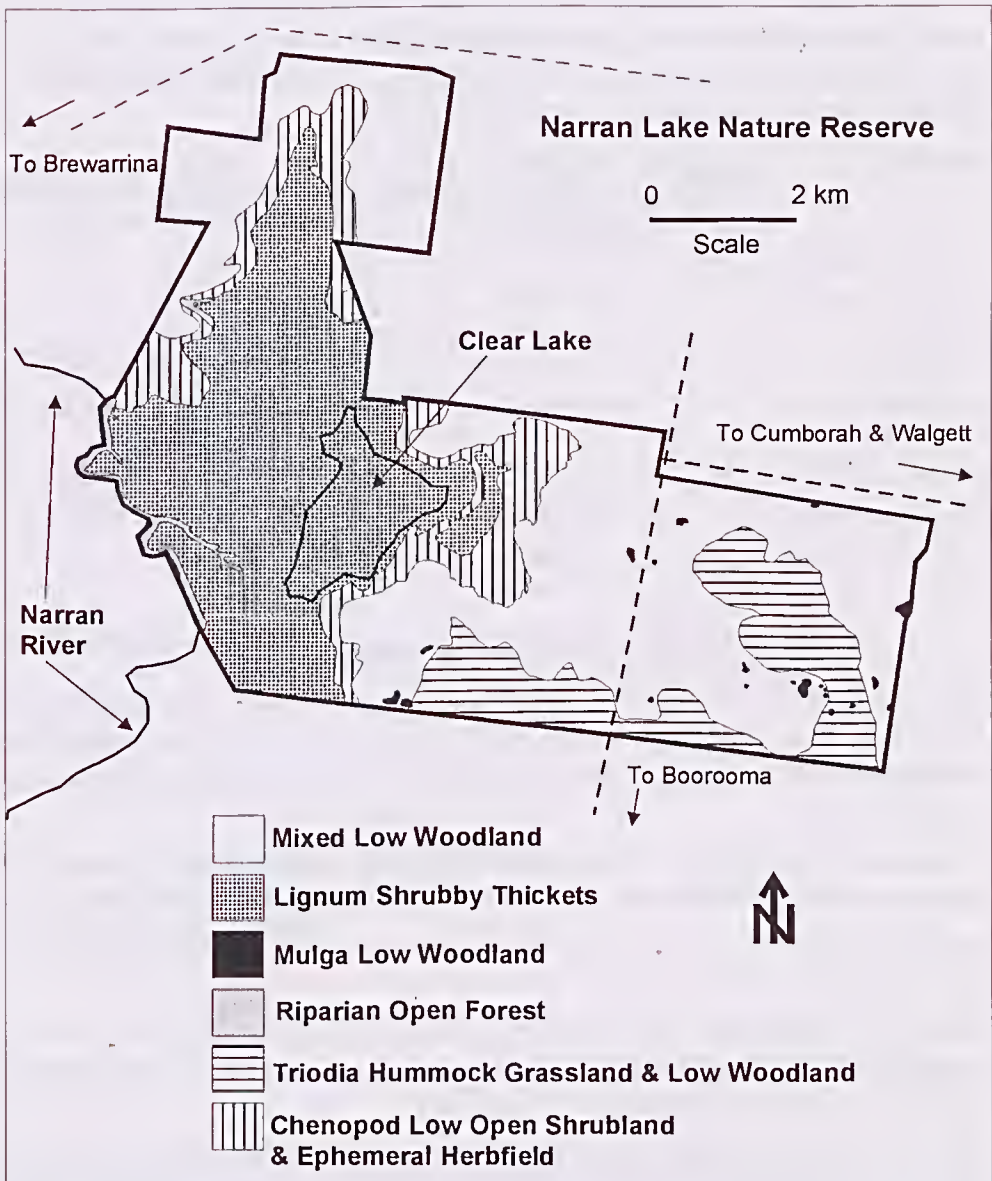 Narran Lake Nature Reserve
To Brewarrina
0 2 km
Scale
Clear Lake
To Cumborah & Walgett
Narran
River
To Boorooma
Mixed Low Woodland
Lignum Shrubby Thickets
Mulga Low Woodland
Riparian Open Forest
Triodia Hummock Grassland & Low Woodland
Chenopod Low Open Shrubland
& Ephemeral Herbfield
N